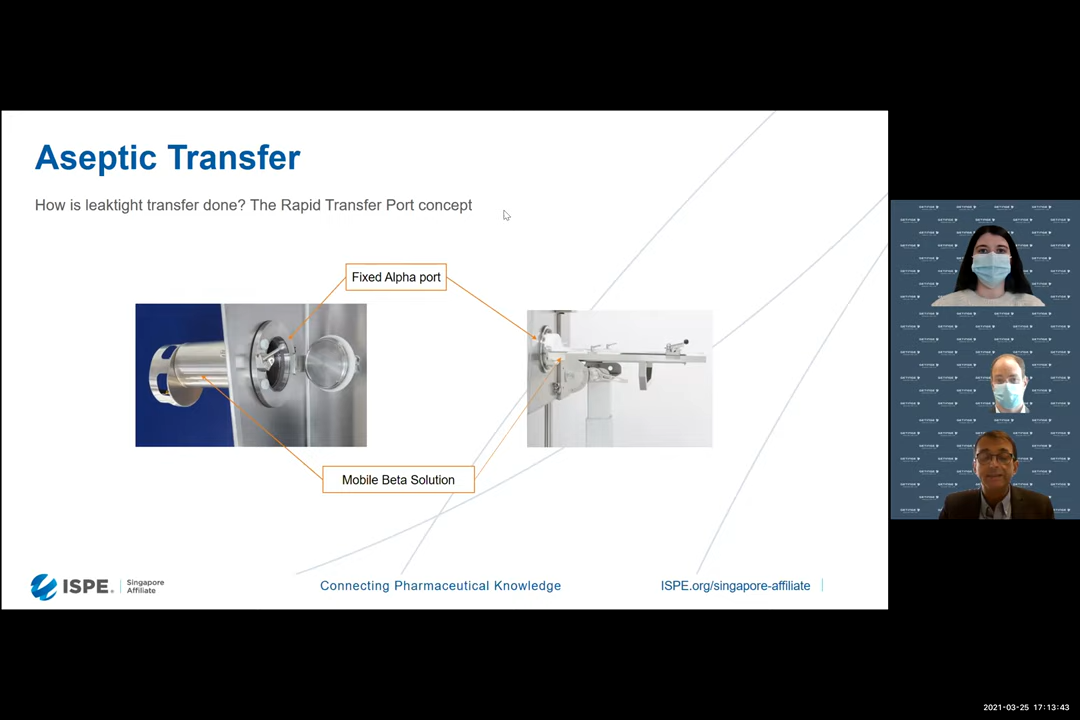 Aseptic Transfer
How is leaktight transfer done? The Rapid Transfer Port concept
Fixed Alpha port
Mobile Beta Solution
ISPE.
Singapore
Affiliate
Connecting Pharmaceutical Knowledge
ISPE.org/singapore-affiliate
2021-03-25 17:13:43